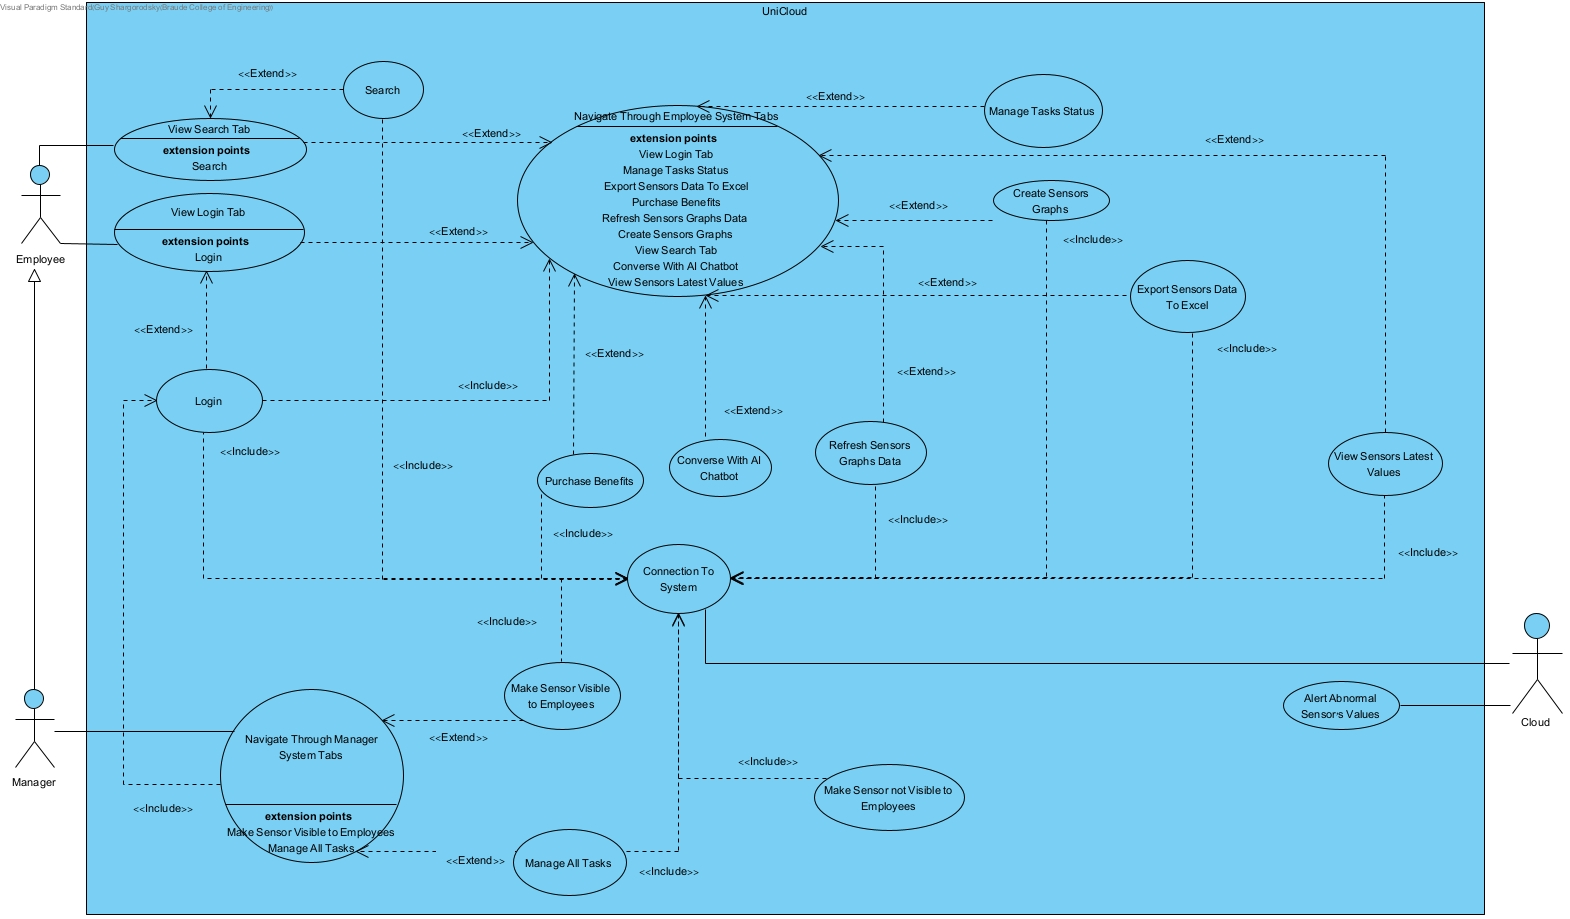 Visual Paradigm Standard(Guy Shargorodsky(Braude College of Engineering))
UniCloud
<<Extend>>
Search
<<Extend>>
Manage Tasks Status
View Search Tab
extension points
Search
<<Extend>>
Navigate Through Employee System Tabs
extension points
View Login Tab
Manage Tasks Status
Export Sensors Data To Excel
Purchase Benefits
Refresh Sensors Graphs Data
Create Sensors Graphs
View Search Tab
Converse With AI Chatbot
View Sensors Latest Values
<<Extend>>
Create Sensors
Graphs
<<Extend>>
<<Include>>
View Login Tab
extension points
Login
<<Extend>>
Employee
Export Sensors Data
To Excel
<<Extend>>
<<Extend>>
<<Include>>
<<Extend>>
<<Extend>>
<<Include>>
Login
<<Extend>>
<<Include>>
<<Include>>
Purchase Benefits
Converse With AI
Chatbot
Refresh Sensors
Graphs Data
View Sensors Latest
Values
<<Include>>
<<Include>>
<<Include>>
Connection To
System
<<Include>>
Make Sensor Visible
to Employees
Alert Abnormal
Sensor's Values
Cloud
Navigate Through Manager
System Tabs
extension points
Make Sensor Visible to Employees
Manage All Tasks
<<Extend>>
Manager
<<Include>>
<<Include>>
Make Sensor not Visible to
Employees
<<Extend>>
Manage All Tasks
<<Include>>